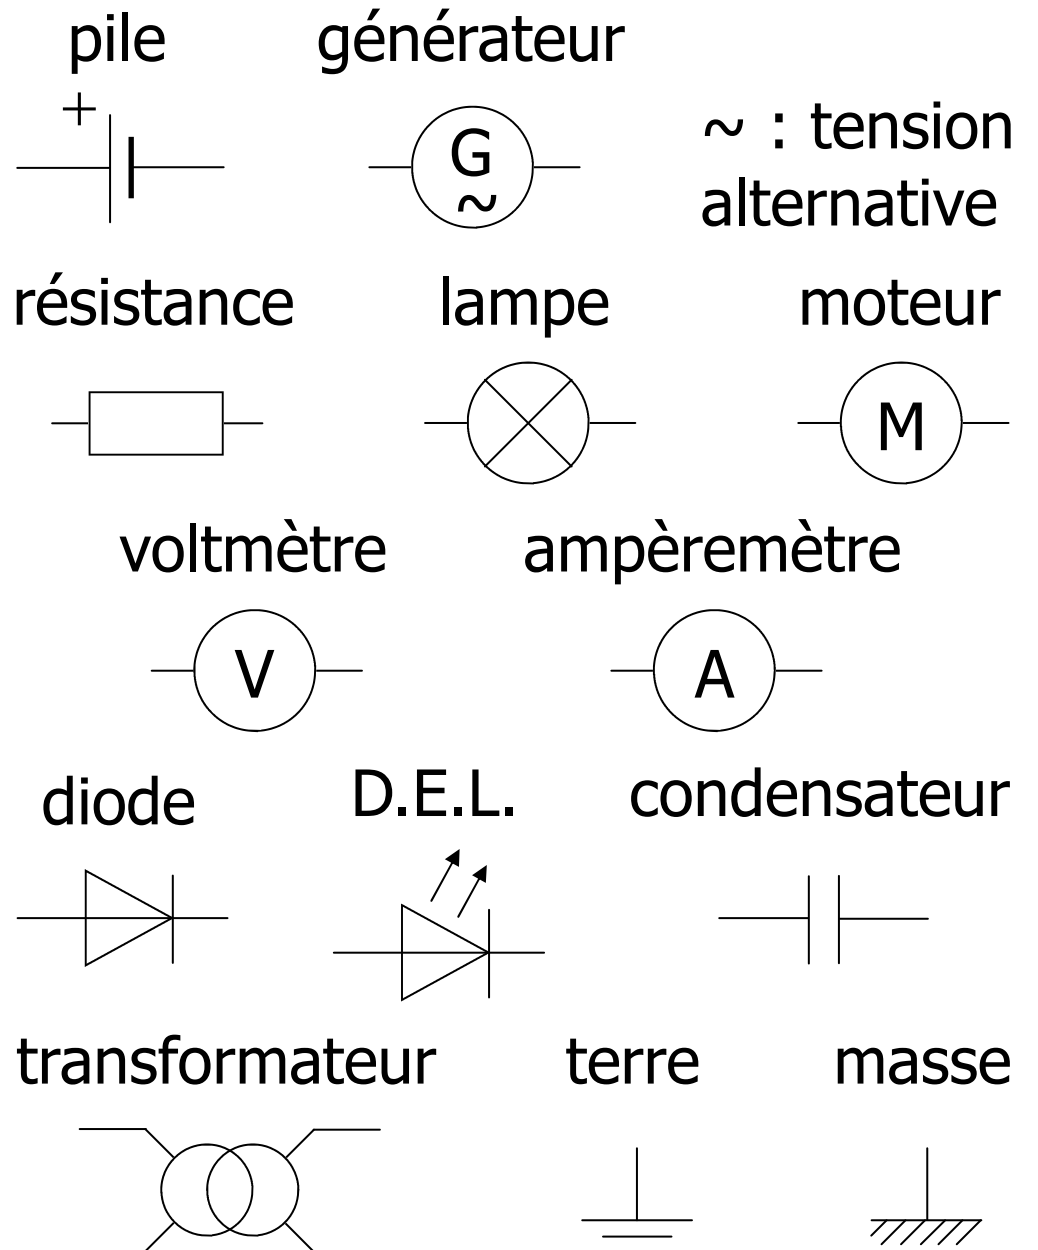 pile générateur
+
G
~
~ : tension
alternative
résistance lampe moteur
M
voltmètre ampèremètre
V A
diode D.E.L. condensateur
transformateur terre masse